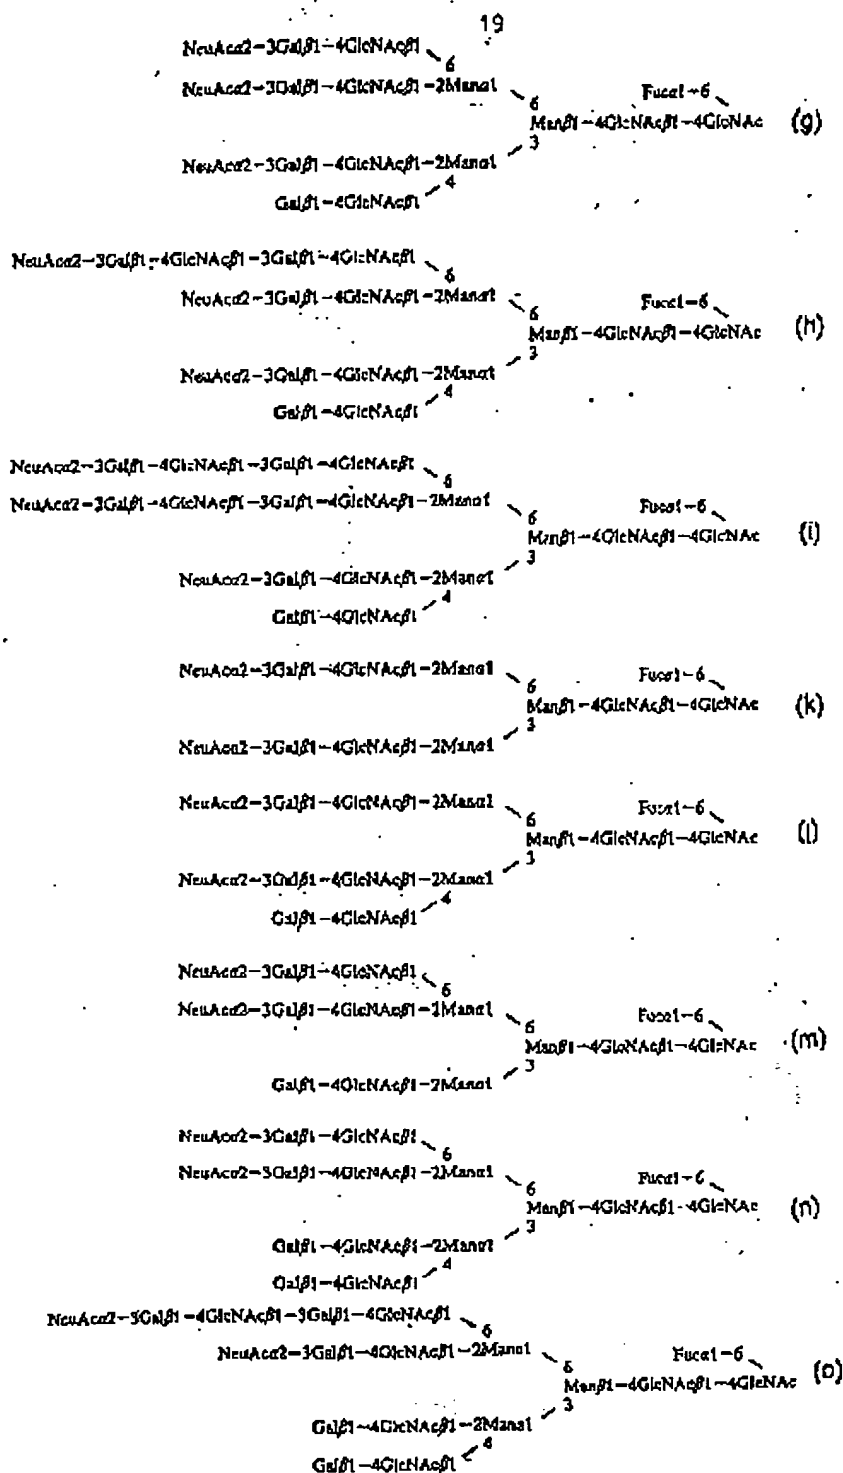 19
NeuAcα2-3Galβ1-4GlcNAcβ1
6
NeuAcα2-3Galβ1-4GlcNAcβ1-2Manα1
Fucα1-6
6
Manβ1-4GlcNAcβ1-4GlcNAc (g)
3
NeuAcα2-3Galβ1-4GlcNAcβ1-2Manα1
4
Galβ1-4GlcNAcβ1
NeuAcα2-3Galβ1-4GlcNAcβ1-3Galβ1-4GlcNAcβ1
6
NeuAcα2-3Galβ1-4GlcNAcβ1-2Manα1
Fucα1-6
6
Manβ1-4GlcNAcβ1-4GlcNAc (h)
3
NeuAcα2-3Galβ1-4GlcNAcβ1-2Manα1
4
Galβ1-4GlcNAcβ1
NeuAcα2-3Galβ1-4GlcNAcβ1-3Galβ1-4GlcNAcβ1
6
NeuAcα2-3Galβ1-4GlcNAcβ1-3Galβ1-4GlcNAcβ1-2Manα1
Fucα1-6
6
Manβ1-4GlcNAcβ1-4GlcNAc (i)
3
NeuAcα2-3Galβ1-4GlcNAcβ1-2Manα1
4
Galβ1-4GlcNAcβ1
NeuAcα2-3Galβ1-4GlcNAcβ1-2Manα1
Fucα1-6
6
Manβ1-4GlcNAcβ1-4GlcNAc (k)
3
NeuAcα2-3Galβ1-4GlcNAcβ1-2Manα1
NeuAcα2-3Galβ1-4GlcNAcβ1-2Manα1
Fucα1-6
6
Manβ1-4GlcNAcβ1-4GlcNAc (l)
3
NeuAcα2-3Galβ1-4GlcNAcβ1-2Manα1
4
Galβ1-4GlcNAcβ1
NeuAcα2-3Galβ1-4GlcNAcβ1
6
NeuAcα2-3Galβ1-4GlcNAcβ1-2Manα1
Fucα1-6
6
Manβ1-4GlcNAcβ1-4GlcNAc (m)
3
Galβ1-4GlcNAcβ1-2Manα1
NeuAcα2-3Galβ1-4GlcNAcβ1
6
NeuAcα2-3Galβ1-4GlcNAcβ1-2Manα1
Fucα1-6
6
Manβ1-4GlcNAcβ1-4GlcNAc (n)
3
Galβ1-4GlcNAcβ1-2Manα1
4
Galβ1-4GlcNAcβ1
NeuAcα2-3Galβ1-4GlcNAcβ1-3Galβ1-4GlcNAcβ1
6
NeuAcα2-3Galβ1-4GlcNAcβ1-2Manα1
Fucα1-6
6
Manβ1-4GlcNAcβ1-4GlcNAc (o)
3
Galβ1-4GlcNAcβ1-2Manα1
4
Galβ1-4GlcNAcβ1